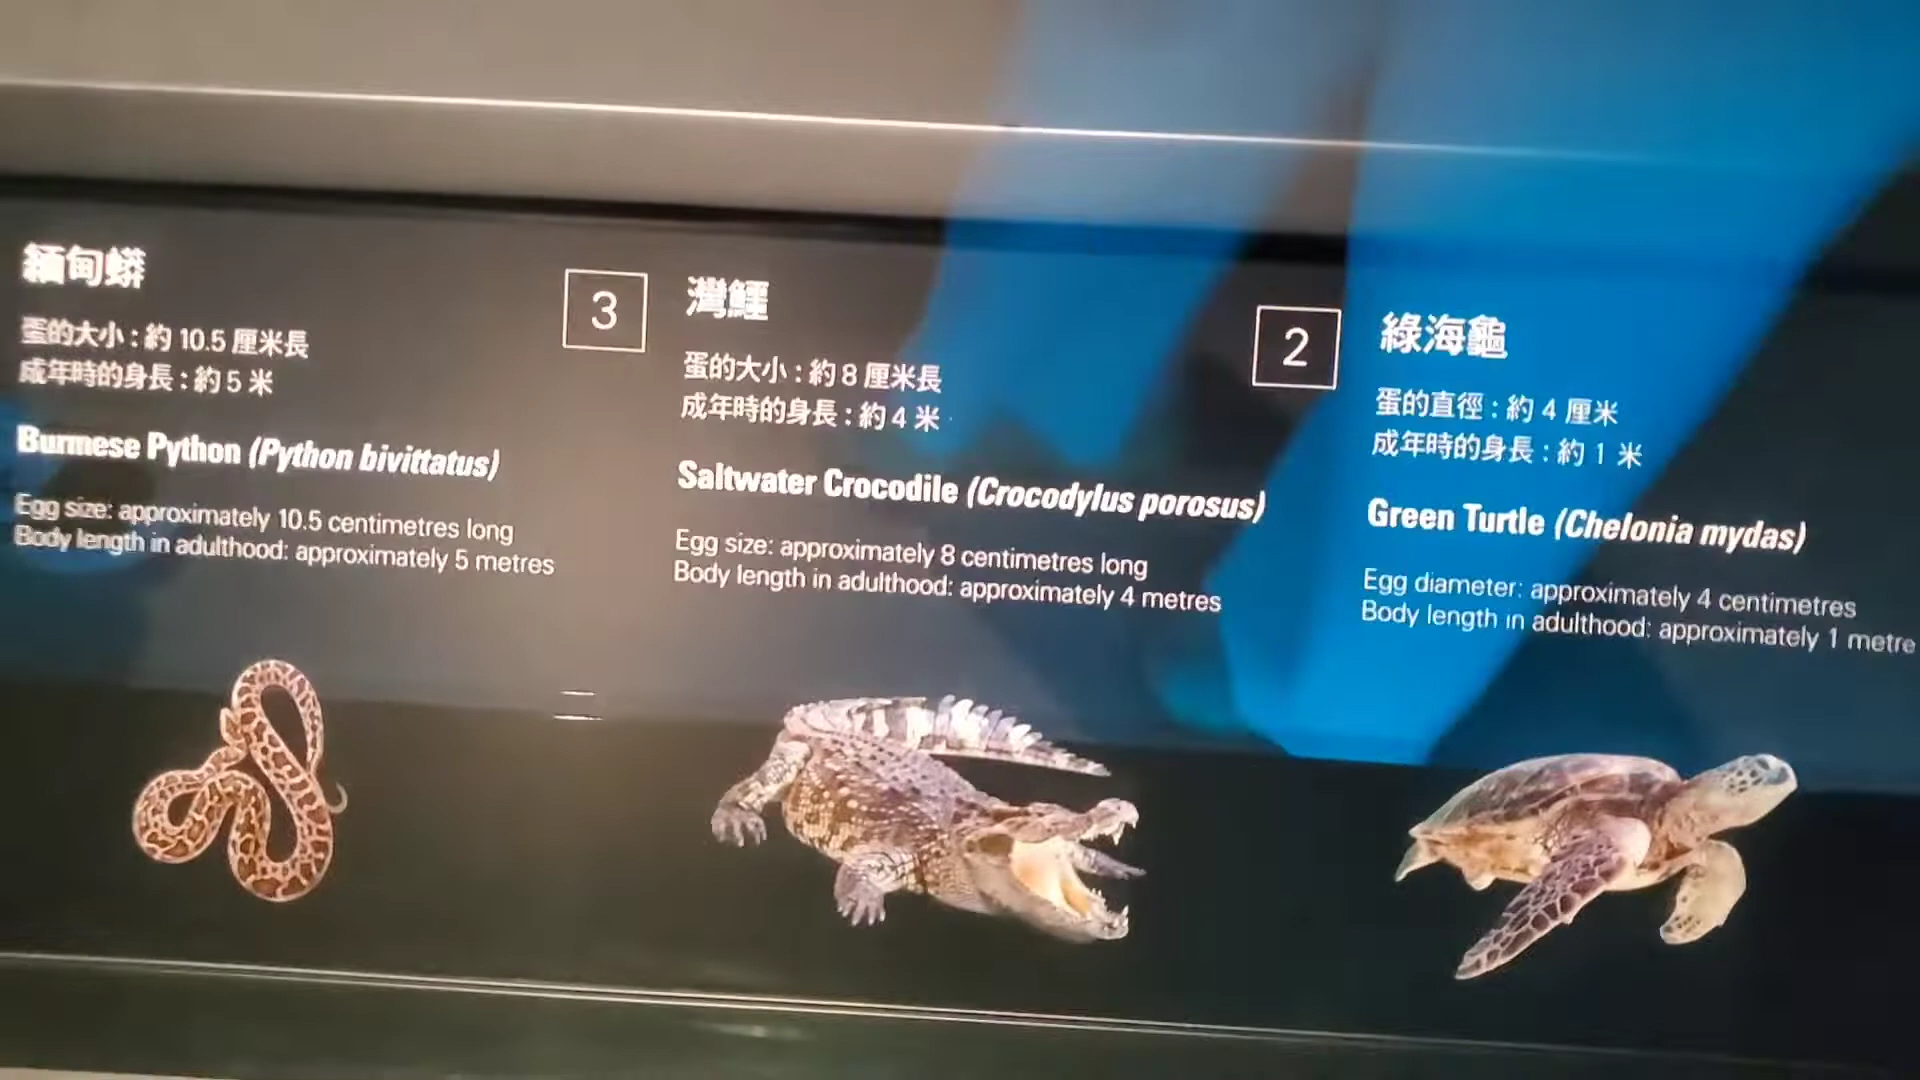 緬甸蟒
蛋的大小 : 約 10.5 厘米長
成年時的身長 : 約 5 米
Burmese Python (Python bivittatus)
Egg size: approximately 10.5 centimetres long
Body length in adulthood: approximately 5 metres
3
灣鱷
蛋的大小 : 約 8 厘米長
成年時的身長 : 約 4 米
Saltwater Crocodile (Crocodylus porosus)
Egg size: approximately 8 centimetres long
Body length in adulthood: approximately 4 metres
2
綠海龜
蛋的直徑 : 約 4 厘米
成年時的身長 : 約 1 米
Green Turtle (Chelonia mydas)
Egg diameter: approximately 4 centimetres
Body length in adulthood: approximately 1 metre